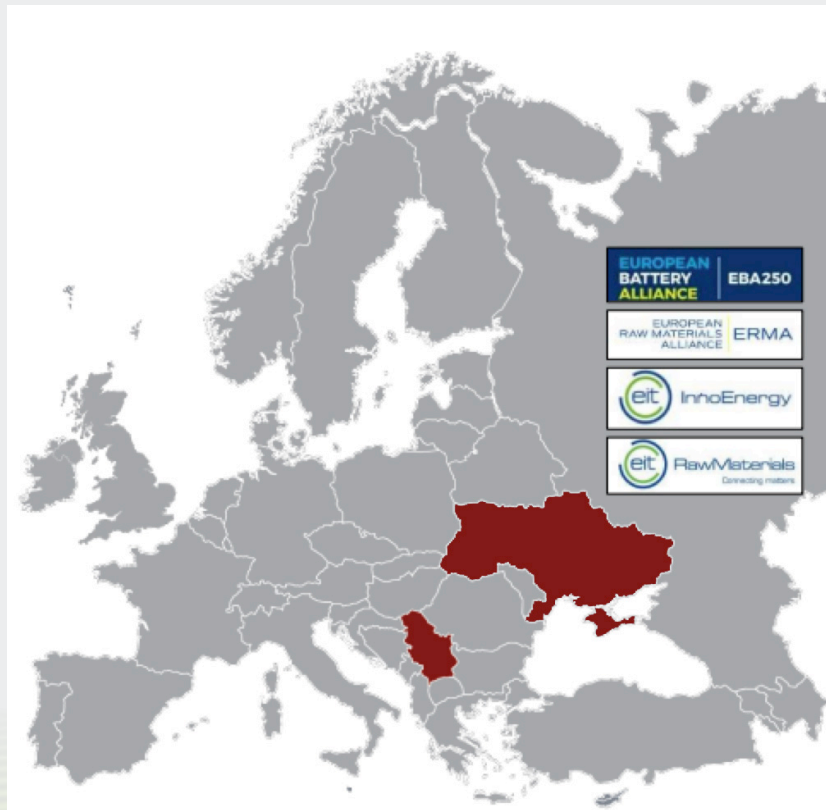 EUROPEAN
BATTERY
ALLIANCE
EBA250
EUROPEAN
RAW MATERIALS
ALLIANCE
ERMA
eit InnoEnergy
eit RawMaterials
Connecting matters